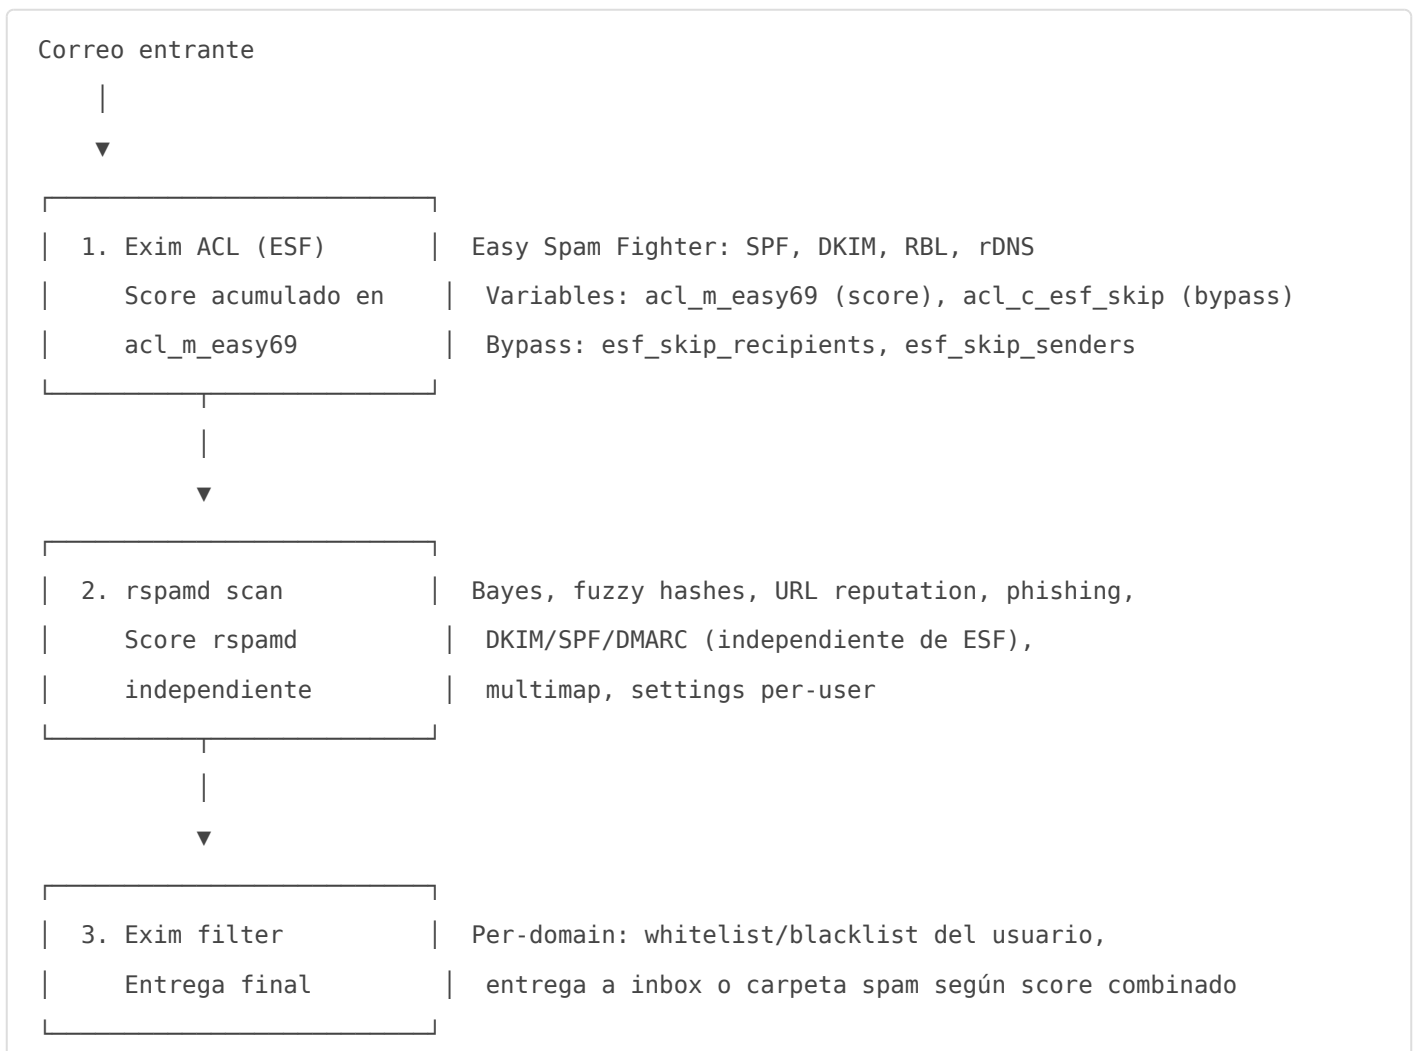 Correo entrante
1. Exim ACL (ESF) Easy Spam Fighter: SPF, DKIM, RBL, rDNS
Score acumulado en Variables: acl_m_easy69 (score), acl_c_esf_skip (bypass)
acl_m_easy69 Bypass: esf_skip_recipients, esf_skip_senders
2. rspamd scan Bayes, fuzzy hashes, URL reputation, phishing,
Score rspamd DKIM/SPF/DMARC (independiente de ESF),
independiente multimap, settings per-user
3. Exim filter Per-domain: whitelist/blacklist del usuario,
Entrega final entrega a inbox o carpeta spam según score combinado